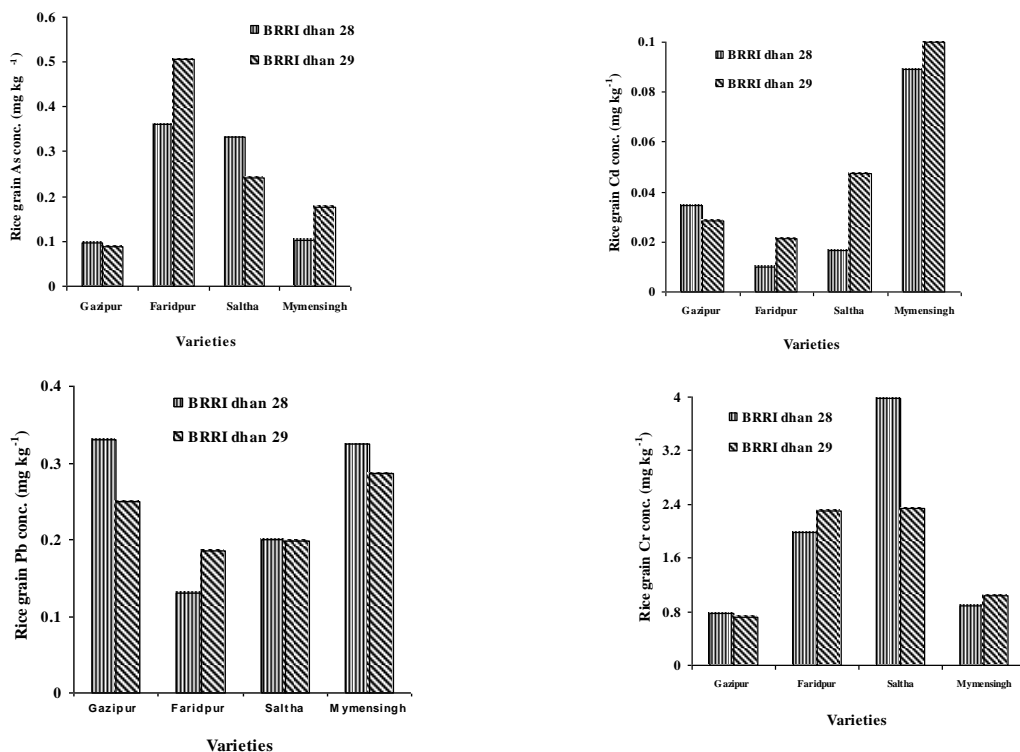 Rice grain As conc. (mg kg -1)
0.6
0.5
0.4
0.3
0.2
0.1
0
BRRI dhan 28
BRRI dhan 29
Gazipur Faridpur Saltha Mymensingh
Varieties
Rice grain Cd conc. (mg kg-1)
0.1
0.08
0.06
0.04
0.02
0
BRRI dhan 28
BRRI dhan 29
Gazipur Faridpur Saltha Mymensingh
Varieties
Rice grain Pb conc. (mg kg-1)
0.4
0.3
0.2
0.1
0
BRRI dhan 28
BRRI dhan 29
Gazipur Faridpur Saltha Mymensingh
Varieties
Rice grain Cr conc. (mg kg-1)
4
3.2
2.4
1.6
0.8
0
BRRI dhan 28
BRRI dhan 29
Gazipur Faridpur Saltha Mymensingh
Varieties